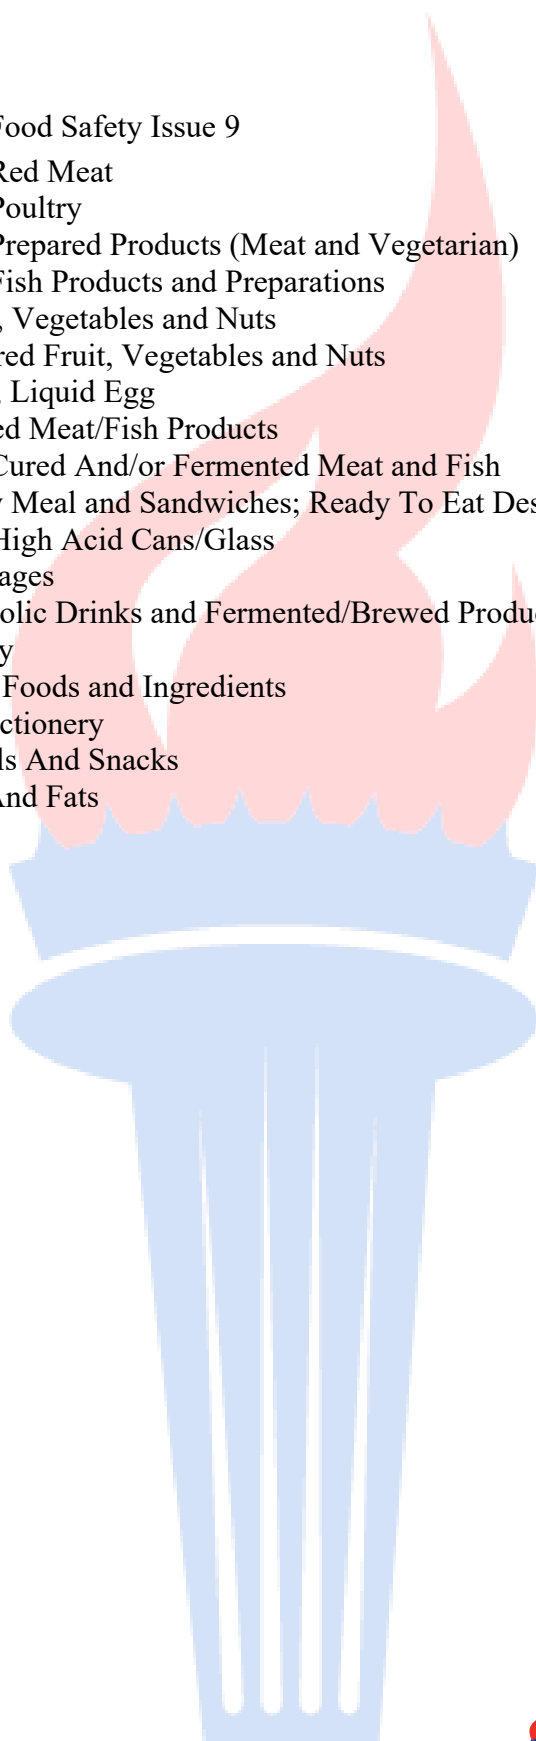 Food Safety Issue 9
Red Meat
Poultry
Prepared Products (Meat and Vegetarian)
Fish Products and Preparations
, Vegetables and Nuts
red Fruit, Vegetables and Nuts
, Liquid Egg
ed Meat/Fish Products
Cured And/or Fermented Meat and Fish
y Meal and Sandwiches; Ready To Eat Des
High Acid Cans/Glass
ages
olic Drinks and Fermented/Brewed Produ
y
Foods and Ingredients
ctionery
ls And Snacks
And Fats